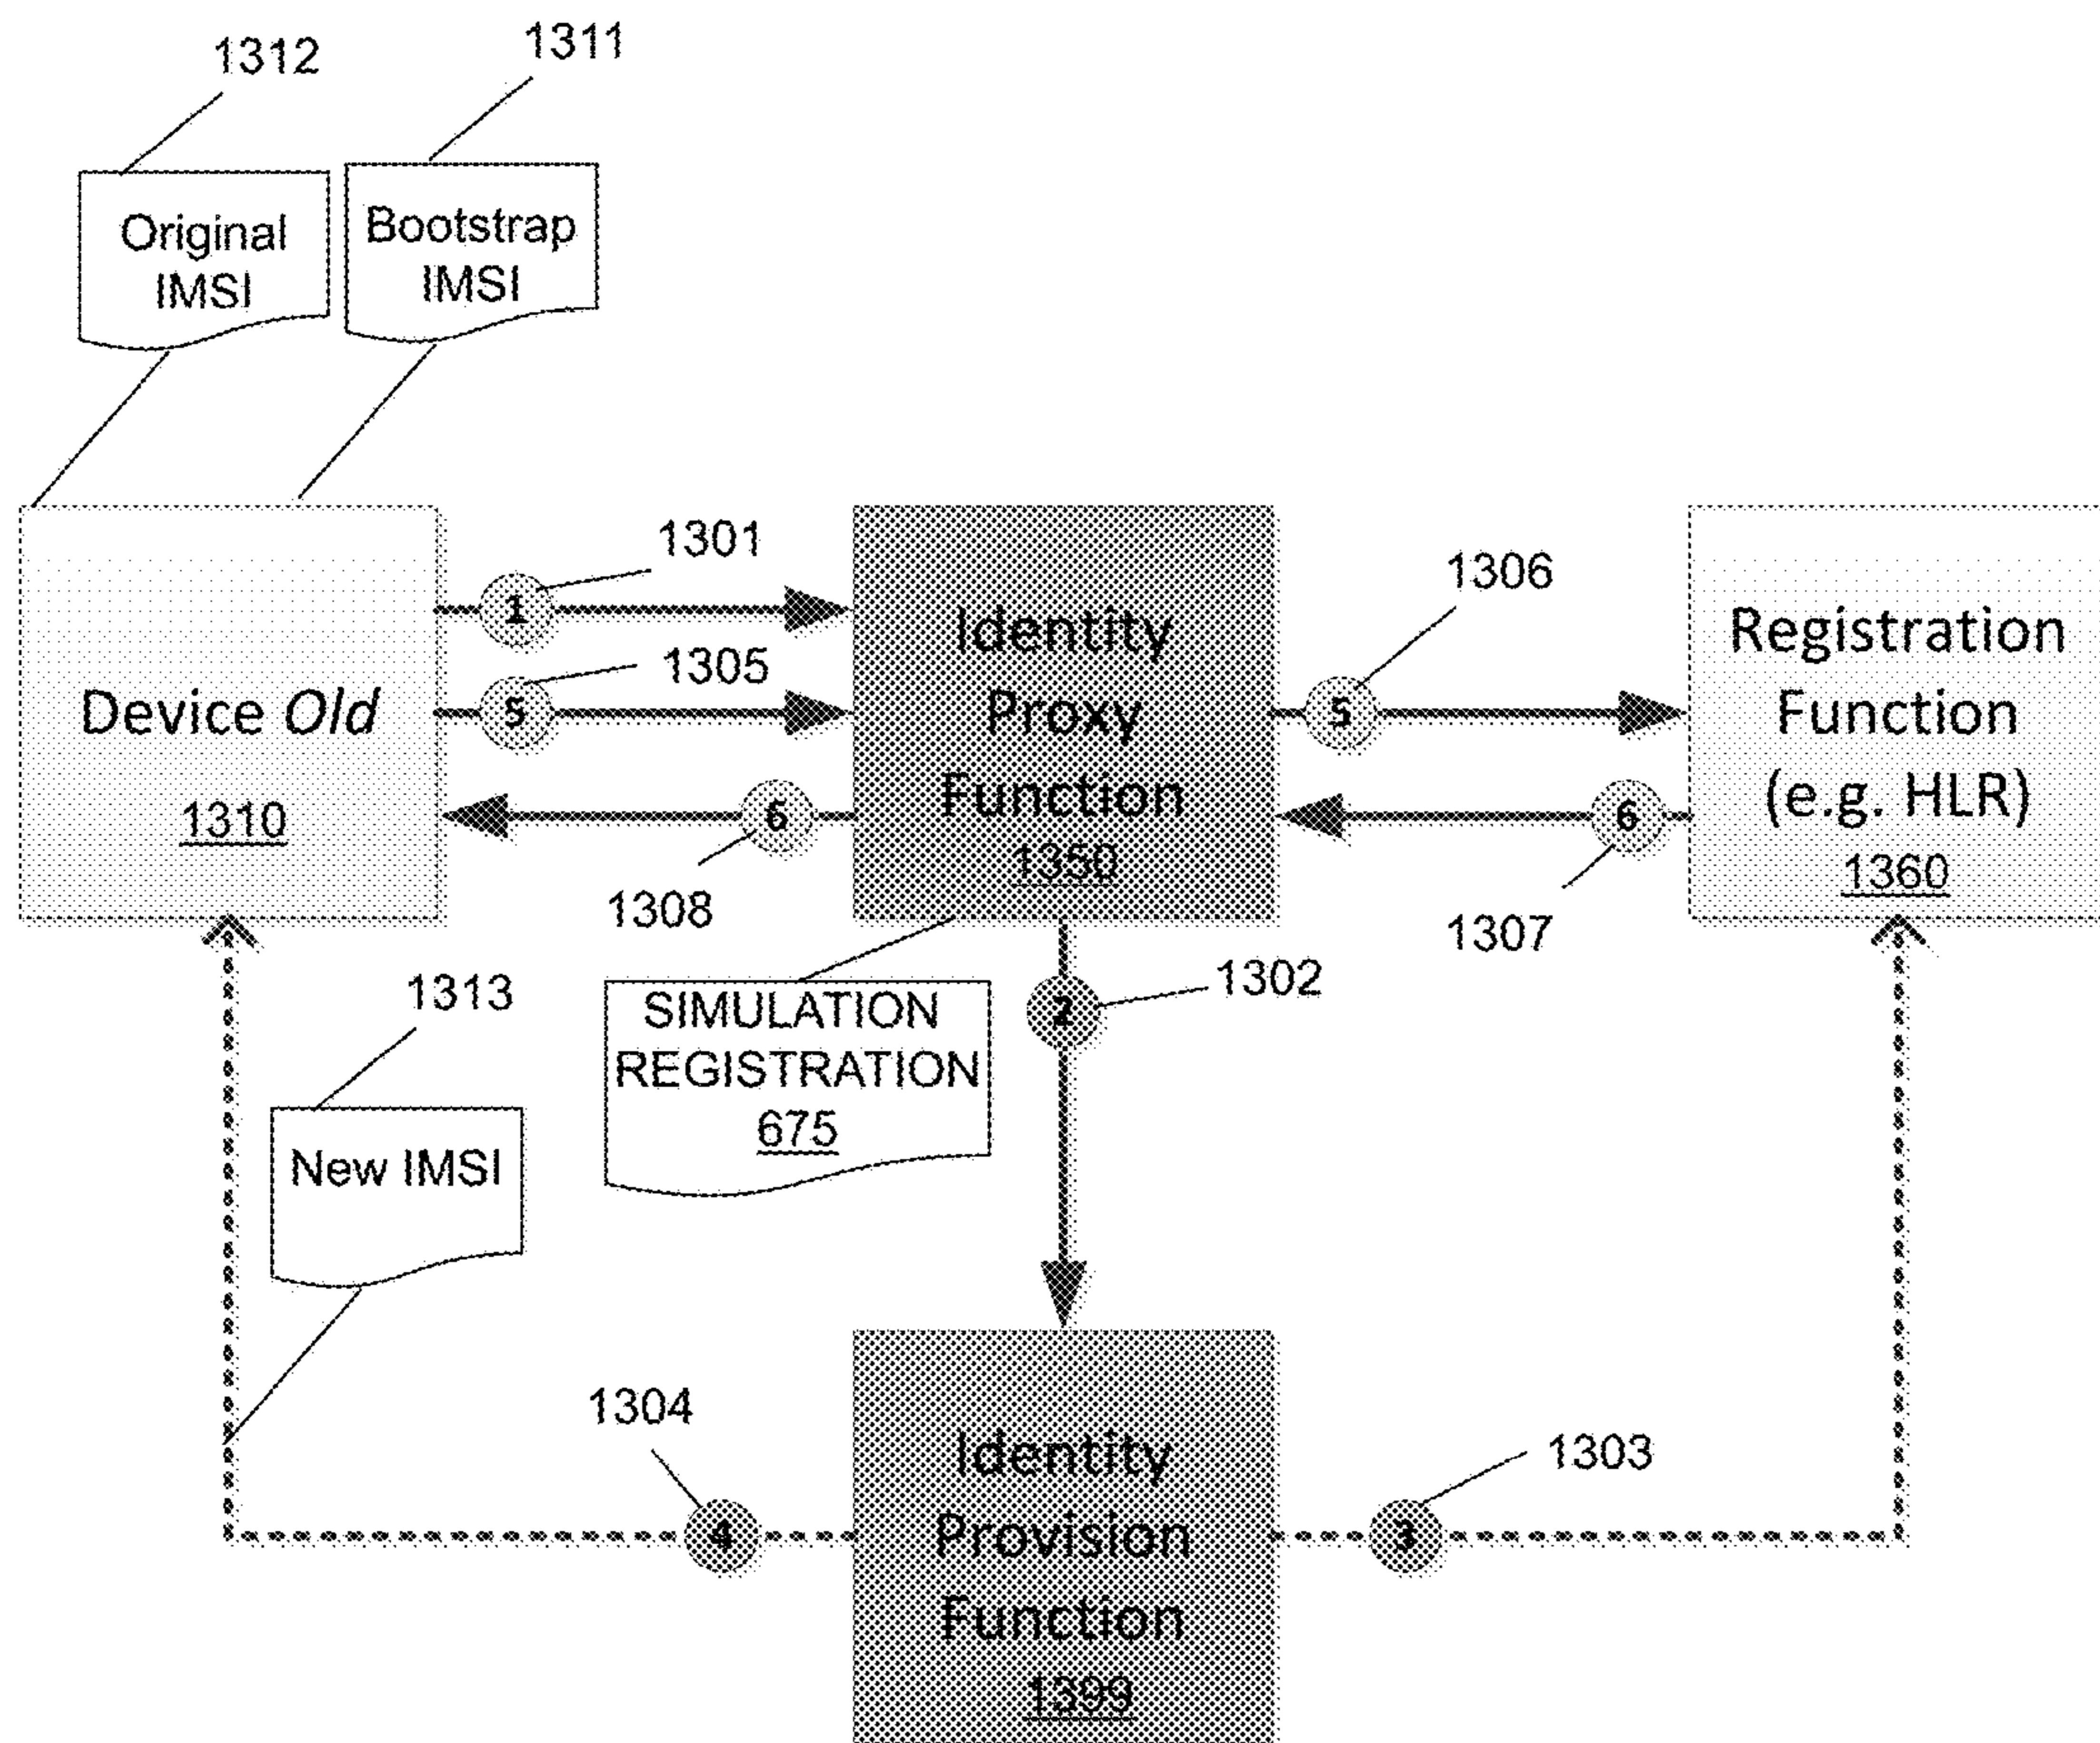 1312
1311
Original
IMSI
Bootstrap
IMSI
1301
1
1305
5
Device Old
1310
6
1308
Identity
Proxy
Function
1350
1306
5
6
1307
Registration
Function
(e.g. HLR)
1360
1313
New IMSI
SIMULATION
REGISTRATION
675
2
1302
1304
4
Identity
Provision
Function
1399
1303
3